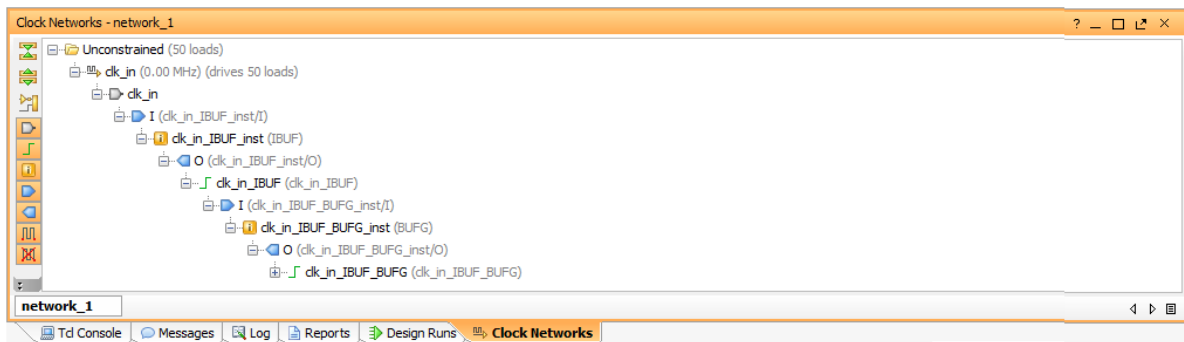 Clock Networks - network_1
?
Unconstrained (50 loads)
clk_in (0.00 MHz) (drives 50 loads)
clk_in
I (clk_in_IBUF_inst/I)
clk_in_IBUF_inst (IBUF)
O (clk_in_IBUF_inst/O)
clk_in_IBUF (clk_in_IBUF)
I (clk_in_IBUF_BUFG_inst/I)
clk_in_IBUF_BUFG_inst (BUFG)
O (clk_in_IBUF_BUFG_inst/O)
clk_in_IBUF_BUFG (clk_in_IBUF_BUFG)
network_1
Tcl Console Messages Log Reports Design Runs Clock Networks